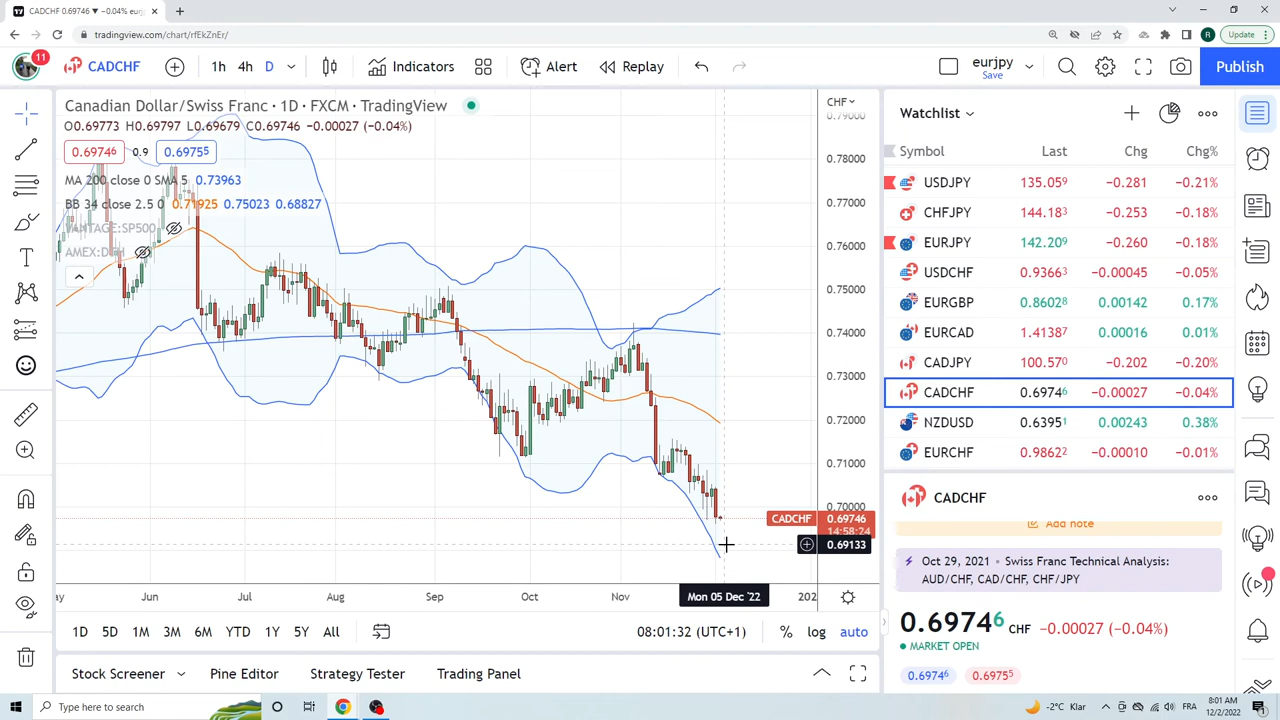 CADCHF 0.69746 ▼ −0.04% eurj
tradingview.com/chart/rfEkZnEr/
R
Update
11
CADCHF
1h 4h D
Indicators
Alert
Replay
eurjpy
Save
Publish
Canadian Dollar/Swiss Franc · 1D · FXCM · TradingView
O0.69773 H0.69797 L0.69679 C0.69746 −0.00027 (−0.04%)
0.69746 0.9 0.69755
MA 200 close 0 SMA 5 0.73963
BB 34 close 2.5 0 0.71925 0.75023 0.68827
VANTAGE:SP500
CHF
0.79000
0.78000
0.77000
0.76000
0.75000
0.74000
0.73000
0.72000
0.71000
0.70000
CADCHF 0.69746
14:58:24
0.69133
Jun Jul Aug Sep Oct Nov Mon 05 Dec '22 202
1D 5D 1M 3M 6M YTD 1Y 5Y All
08:01:32 (UTC+1) % log auto
Stock Screener Pine Editor Strategy Tester Trading Panel
Watchlist
Symbol Last Chg Chg%
USDJPY 135.059 −0.281 −0.21%
CHFJPY 144.183 −0.253 −0.18%
EURJPY 142.209 −0.260 −0.18%
USDCHF 0.93663 −0.00045 −0.05%
EURGBP 0.86028 0.00142 0.17%
EURCAD 1.41387 0.00016 0.01%
CADJPY 100.570 −0.202 −0.20%
CADCHF 0.69746 −0.00027 −0.04%
NZDUSD 0.63951 0.00243 0.38%
EURCHF 0.98622 −0.00010 −0.01%
CADCHF
Add note
Oct 29, 2021 • Swiss Franc Technical Analysis:
AUD/CHF, CAD/CHF, CHF/JPY
0.69746 CHF −0.00027 (−0.04%)
MARKET OPEN
0.69746 0.69755
Type here to search
-2°C Klar
FRA
8:01 AM
12/2/2022